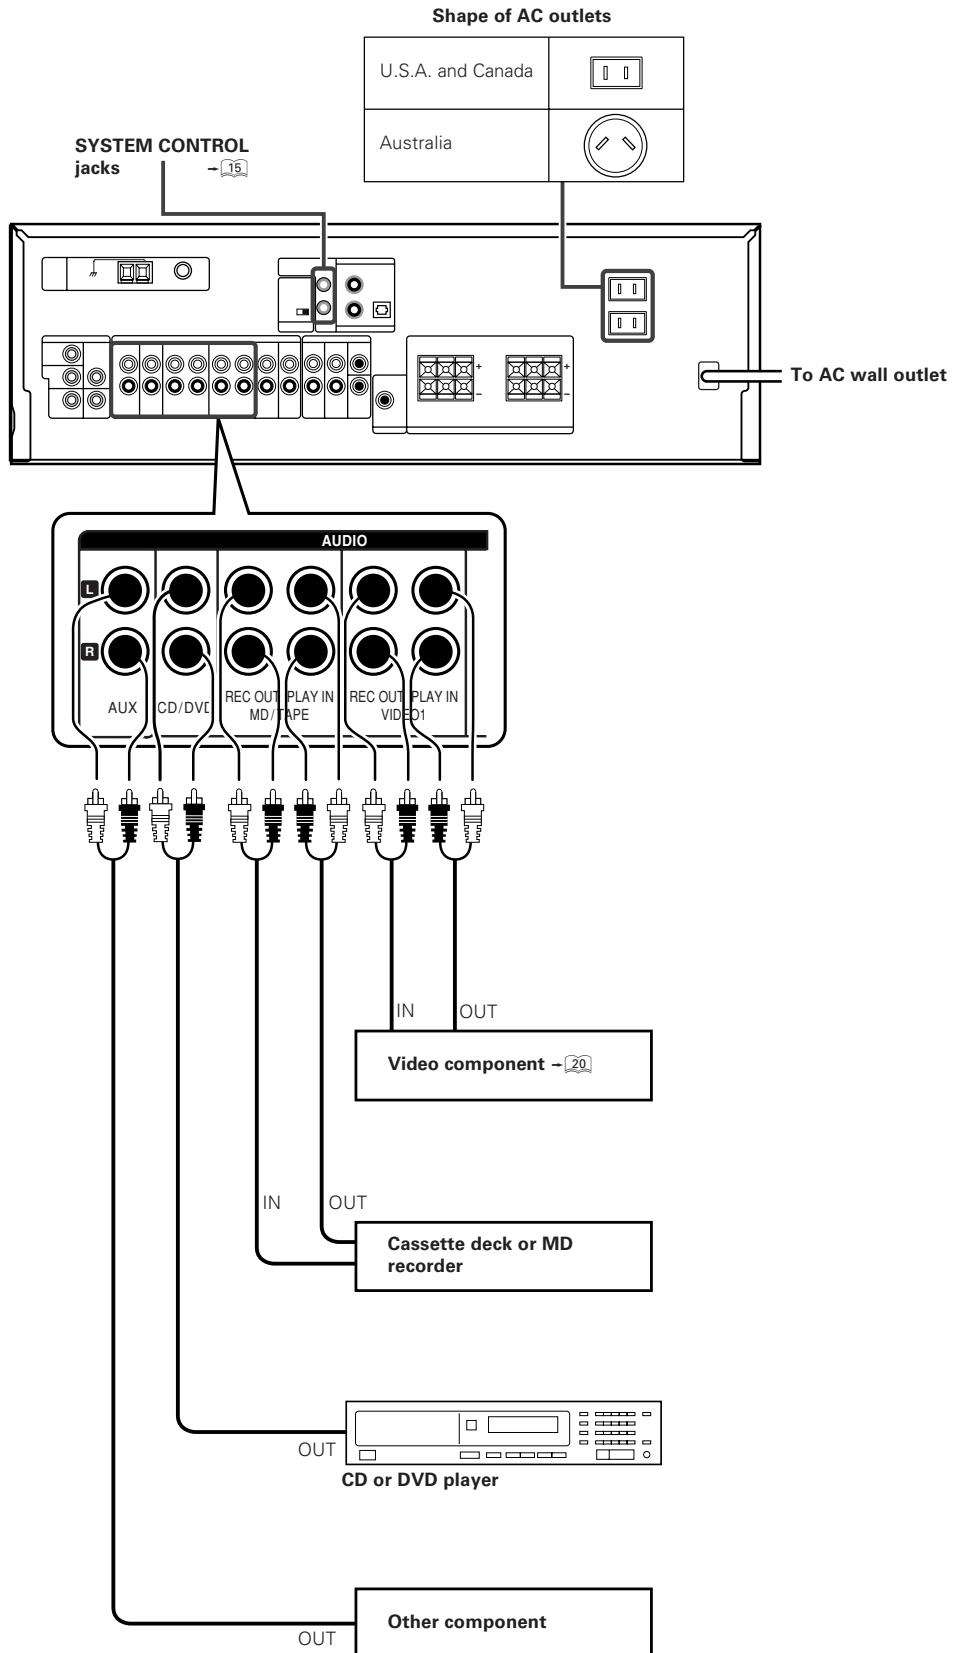 Shape of AC outlets
U.S.A. and Canada
Australia
SYSTEM CONTROL
jacks → 15
+ +
- -
To AC wall outlet
AUDIO
L
R
AUX CD/DVD REC OUT PLAY IN REC OUT PLAY IN
MD/TAPE VIDEO1
IN OUT
Video component → 20
IN OUT
Cassette deck or MD
recorder
OUT
CD or DVD player
Other component
OUT